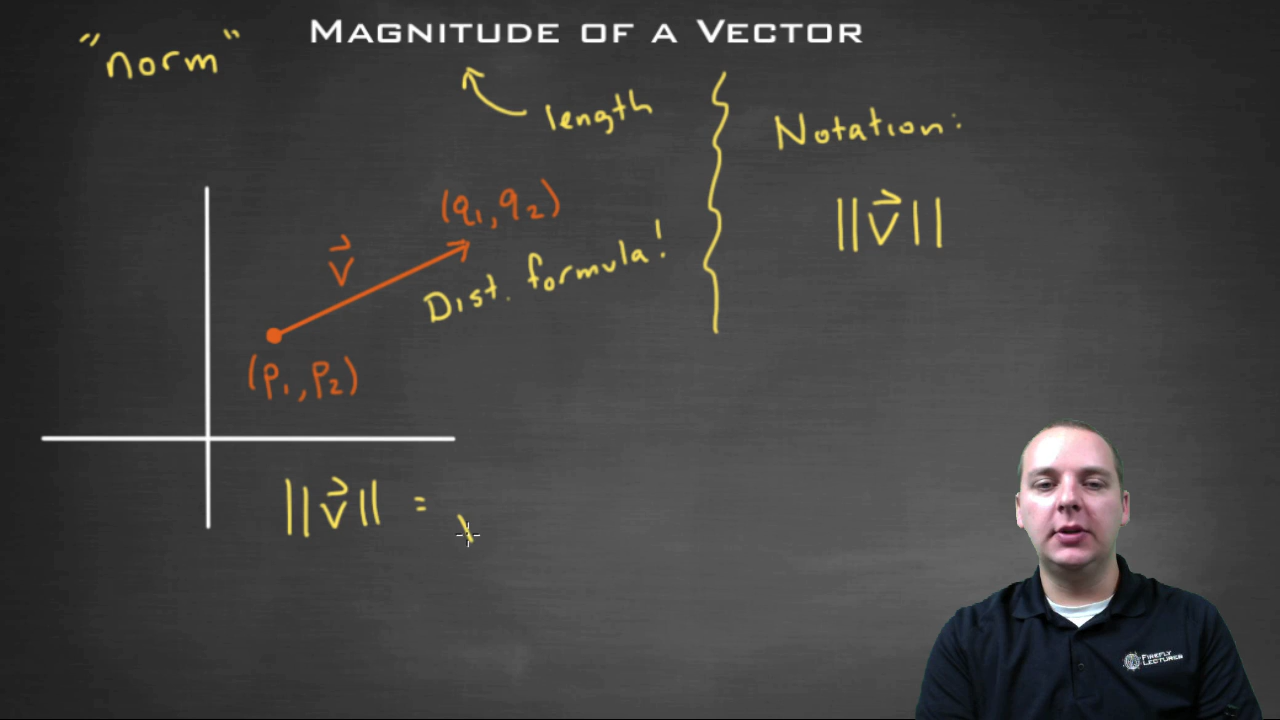 "norm"
MAGNITUDE OF A VECTOR
length
Notation:
||v⃗||
(q₁, q₂)
v⃗
Dist. formula!
(p₁, p₂)
||v⃗|| =
FIREFLY
LECTURES